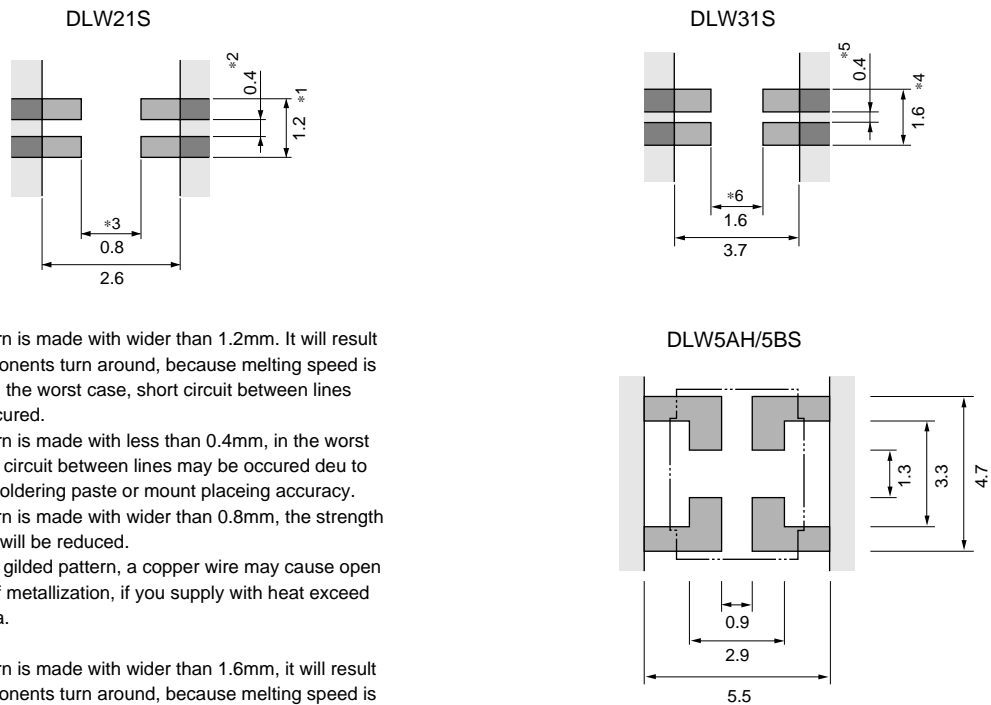 DLW21S
*2
0.4
*1
1.2
*3
0.8
2.6
DLW31S
*5
0.4
*4
1.6
*6
1.6
3.7
rn is made with wider than 1.2mm. It will result
onents turn around, because melting speed is
the worst case, short circuit between lines
cured.
rn is made with less than 0.4mm, in the worst
circuit between lines may be occured deu to
oldering paste or mount placeing accuracy.
rn is made with wider than 0.8mm, the strength
will be reduced.
gilded pattern, a copper wire may cause open
f metallization, if you supply with heat exceed
a.
rn is made with wider than 1.6mm, it will result
onents turn around, because melting speed is
DLW5AH/5BS
1.3
3.3
4.7
0.9
2.9
5.5